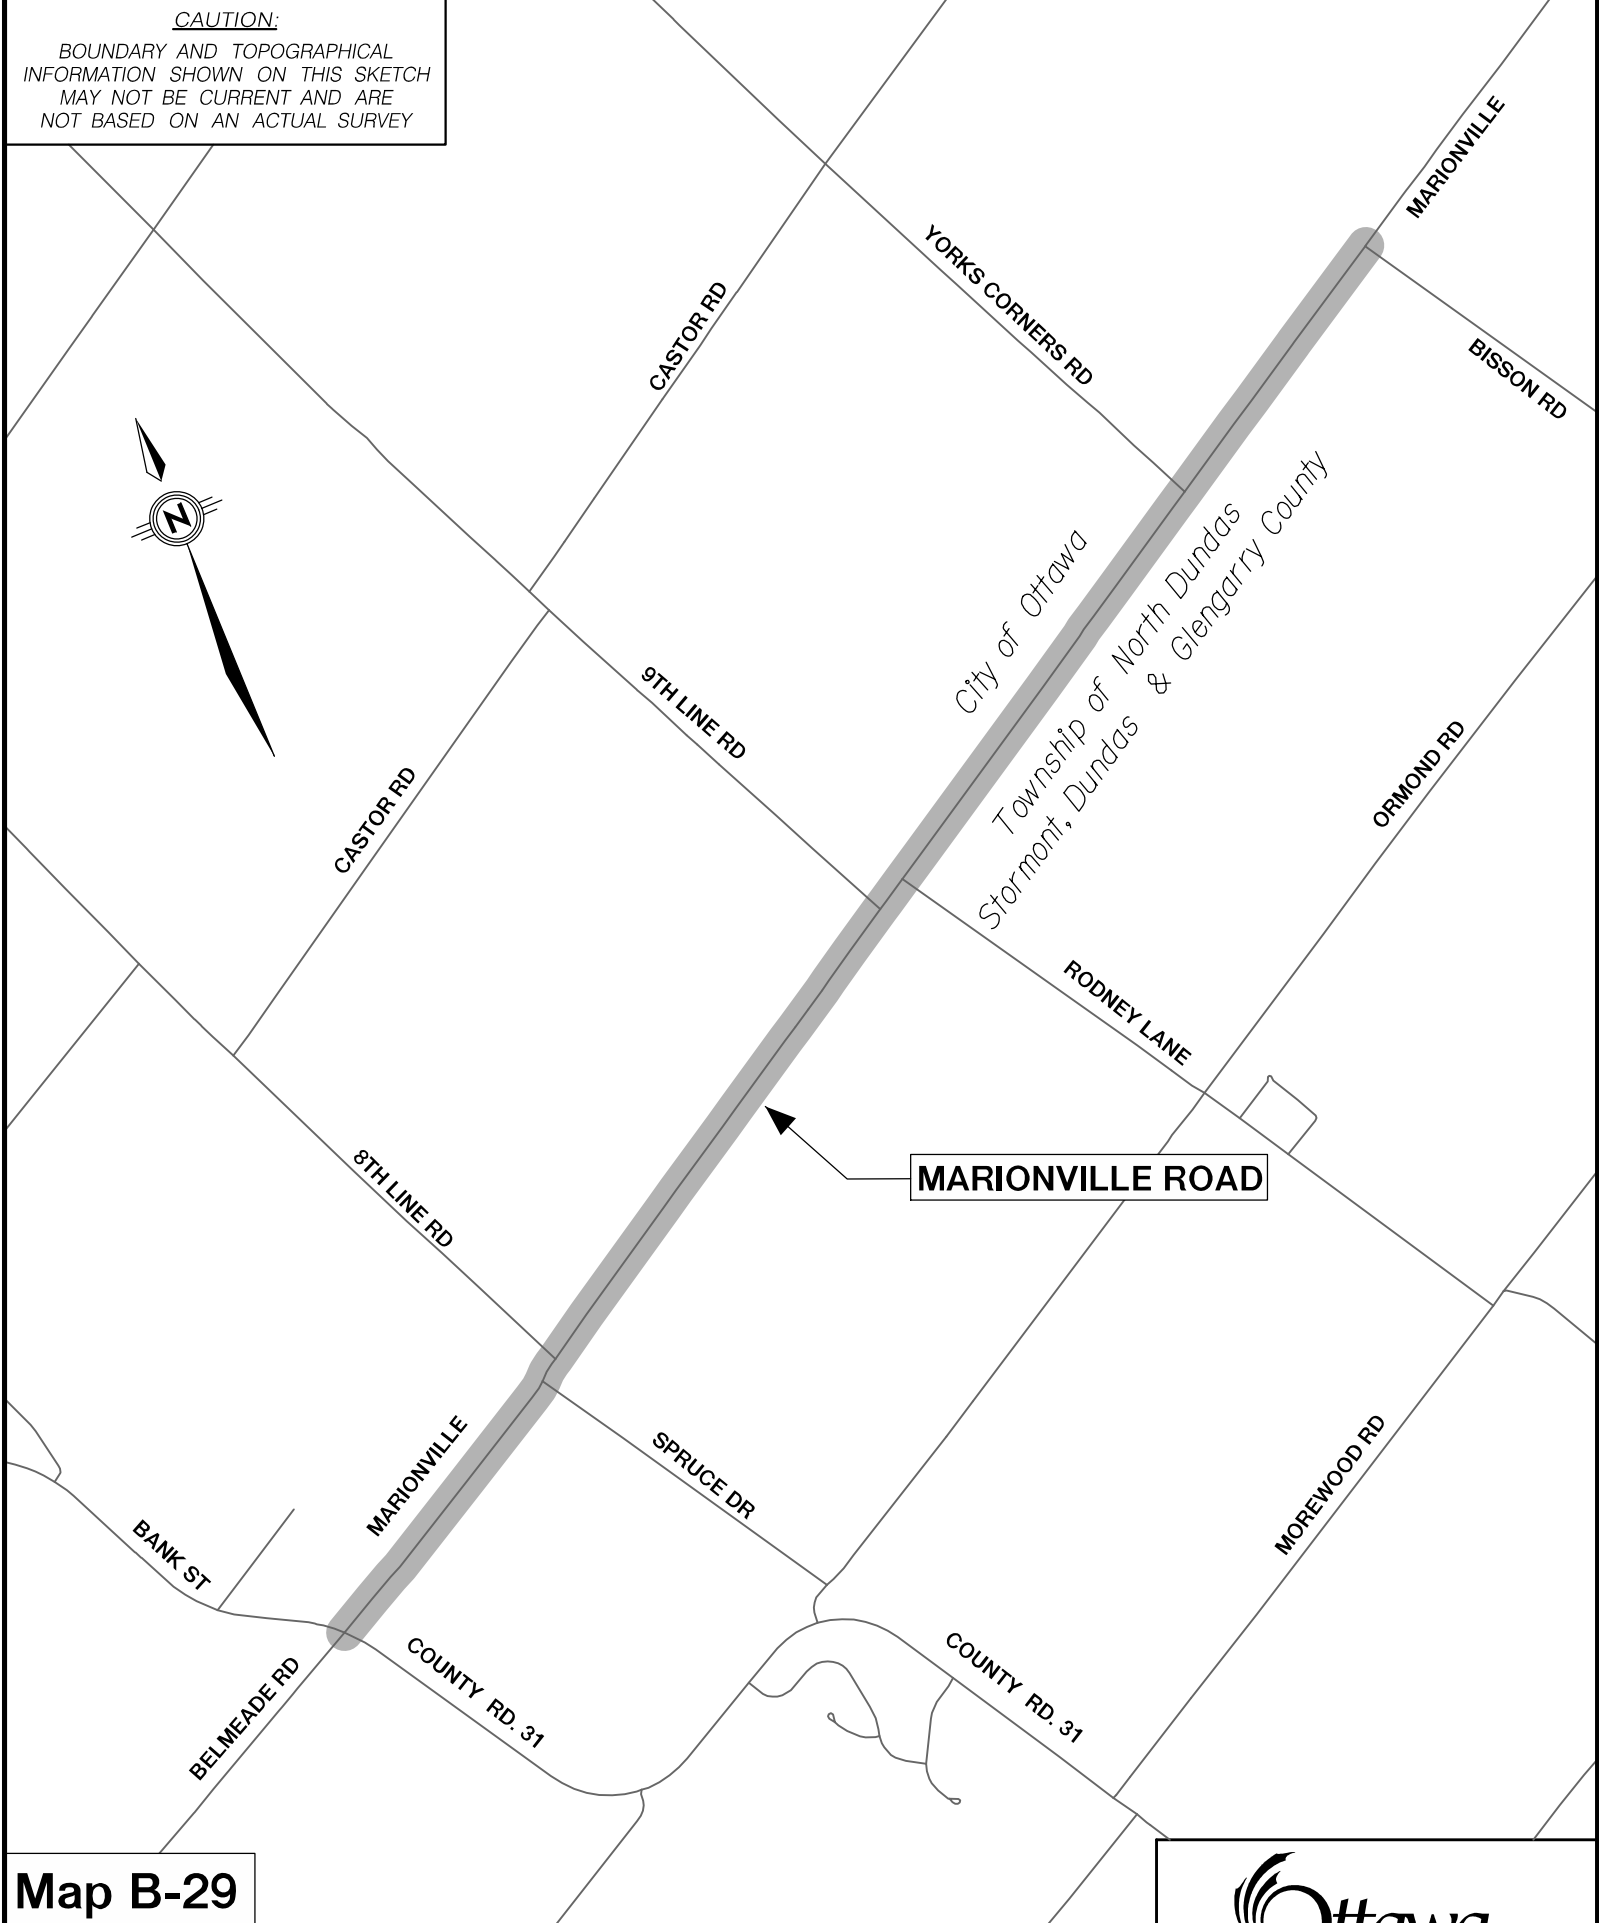 CAUTION:
BOUNDARY AND TOPOGRAPHICAL
INFORMATION SHOWN ON THIS SKETCH
MAY NOT BE CURRENT AND ARE
NOT BASED ON AN ACTUAL SURVEY
MARIONVILLE
YORKS CORNERS RD
CASTOR RD
BISSON RD
N
City of Ottawa
Township of North Dundas
Stormont, Dundas & Glengarry County
9TH LINE RD
ORMOND RD
CASTOR RD
RODNEY LANE
MARIONVILLE ROAD
8TH LINE RD
MARIONVILLE
SPRUCE DR
MOREWOOD RD
BANK ST
COUNTY RD. 31
COUNTY RD. 31
BELMEADE RD
Map B-29
Ottawa